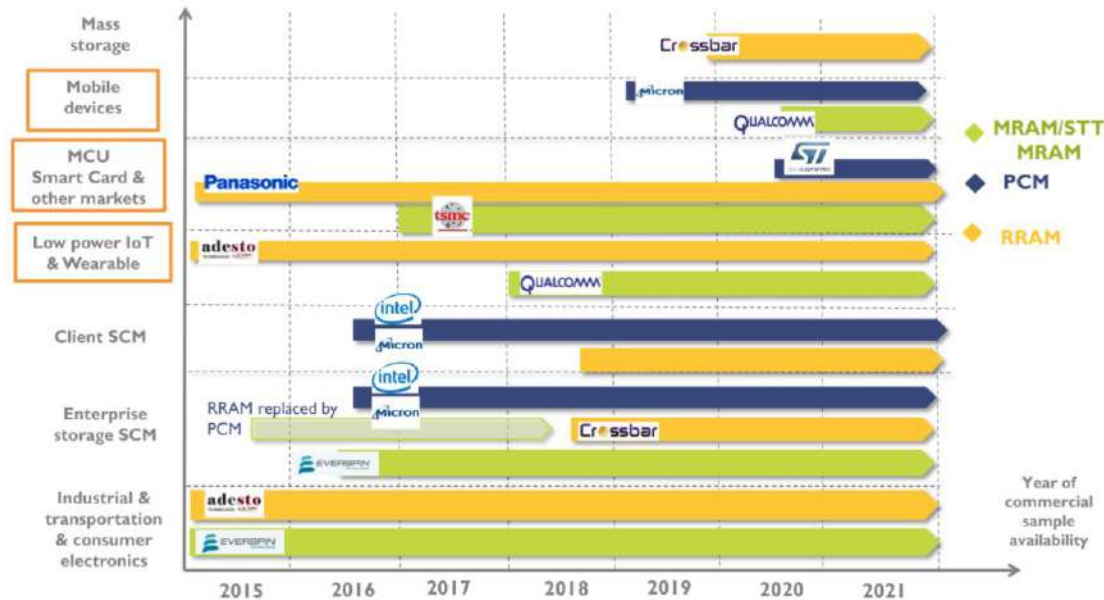 Mass
storage
Crossbar
Mobile
devices
Micron
QUALCOMM
MRAM/STT
MRAM
MCU
Smart Card &
other markets
ST
Panasonic
PCM
tsmc
Low power IoT
& Wearable
adesto
RRAM
QUALCOMM
Client SCM
intel
Micron
Enterprise
storage SCM
intel
Micron
RRAM replaced by
PCM
Crossbar
EVERSPIN
Industrial &
transportation
& consumer
electronics
adesto
EVERSPIN
Year of
commercial
sample
availability
2015 2016 2017 2018 2019 2020 2021